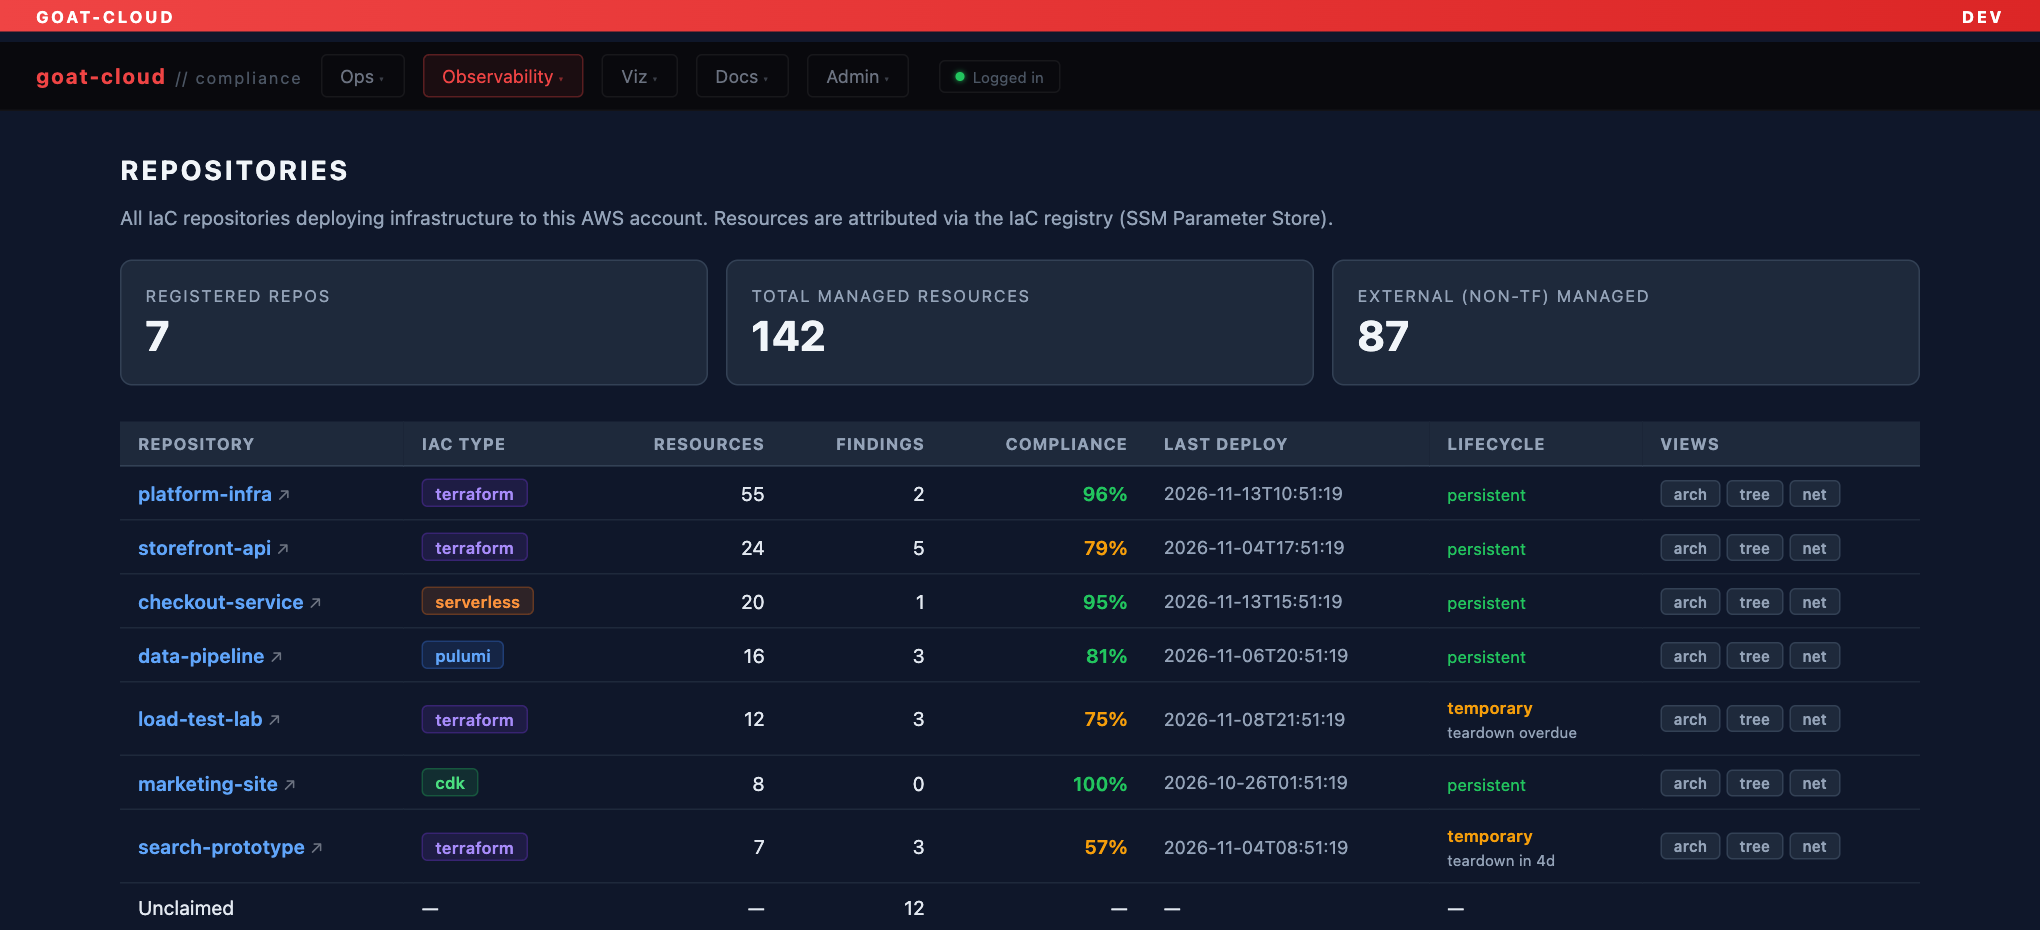 GOAT-CLOUD DEV
goat-cloud // compliance Ops Observability Viz Docs Admin Logged in
REPOSITORIES
All IaC repositories deploying infrastructure to this AWS account. Resources are attributed via the IaC registry (SSM Parameter Store).
REGISTERED REPOS TOTAL MANAGED RESOURCES EXTERNAL (NON-TF) MANAGED
7 142 87
REPOSITORY IAC TYPE RESOURCES FINDINGS COMPLIANCE LAST DEPLOY LIFECYCLE VIEWS
platform-infra ↗ terraform 55 2 96% 2026-11-13T10:51:19 persistent arch tree net
storefront-api ↗ terraform 24 5 79% 2026-11-04T17:51:19 persistent arch tree net
checkout-service ↗ serverless 20 1 95% 2026-11-13T15:51:19 persistent arch tree net
data-pipeline ↗ pulumi 16 3 81% 2026-11-06T20:51:19 persistent arch tree net
load-test-lab ↗ terraform 12 3 75% 2026-11-08T21:51:19 temporary arch tree net
teardown overdue
marketing-site ↗ cdk 8 0 100% 2026-10-26T01:51:19 persistent arch tree net
search-prototype ↗ terraform 7 3 57% 2026-11-04T08:51:19 temporary arch tree net
teardown in 4d
Unclaimed — — 12 — — —